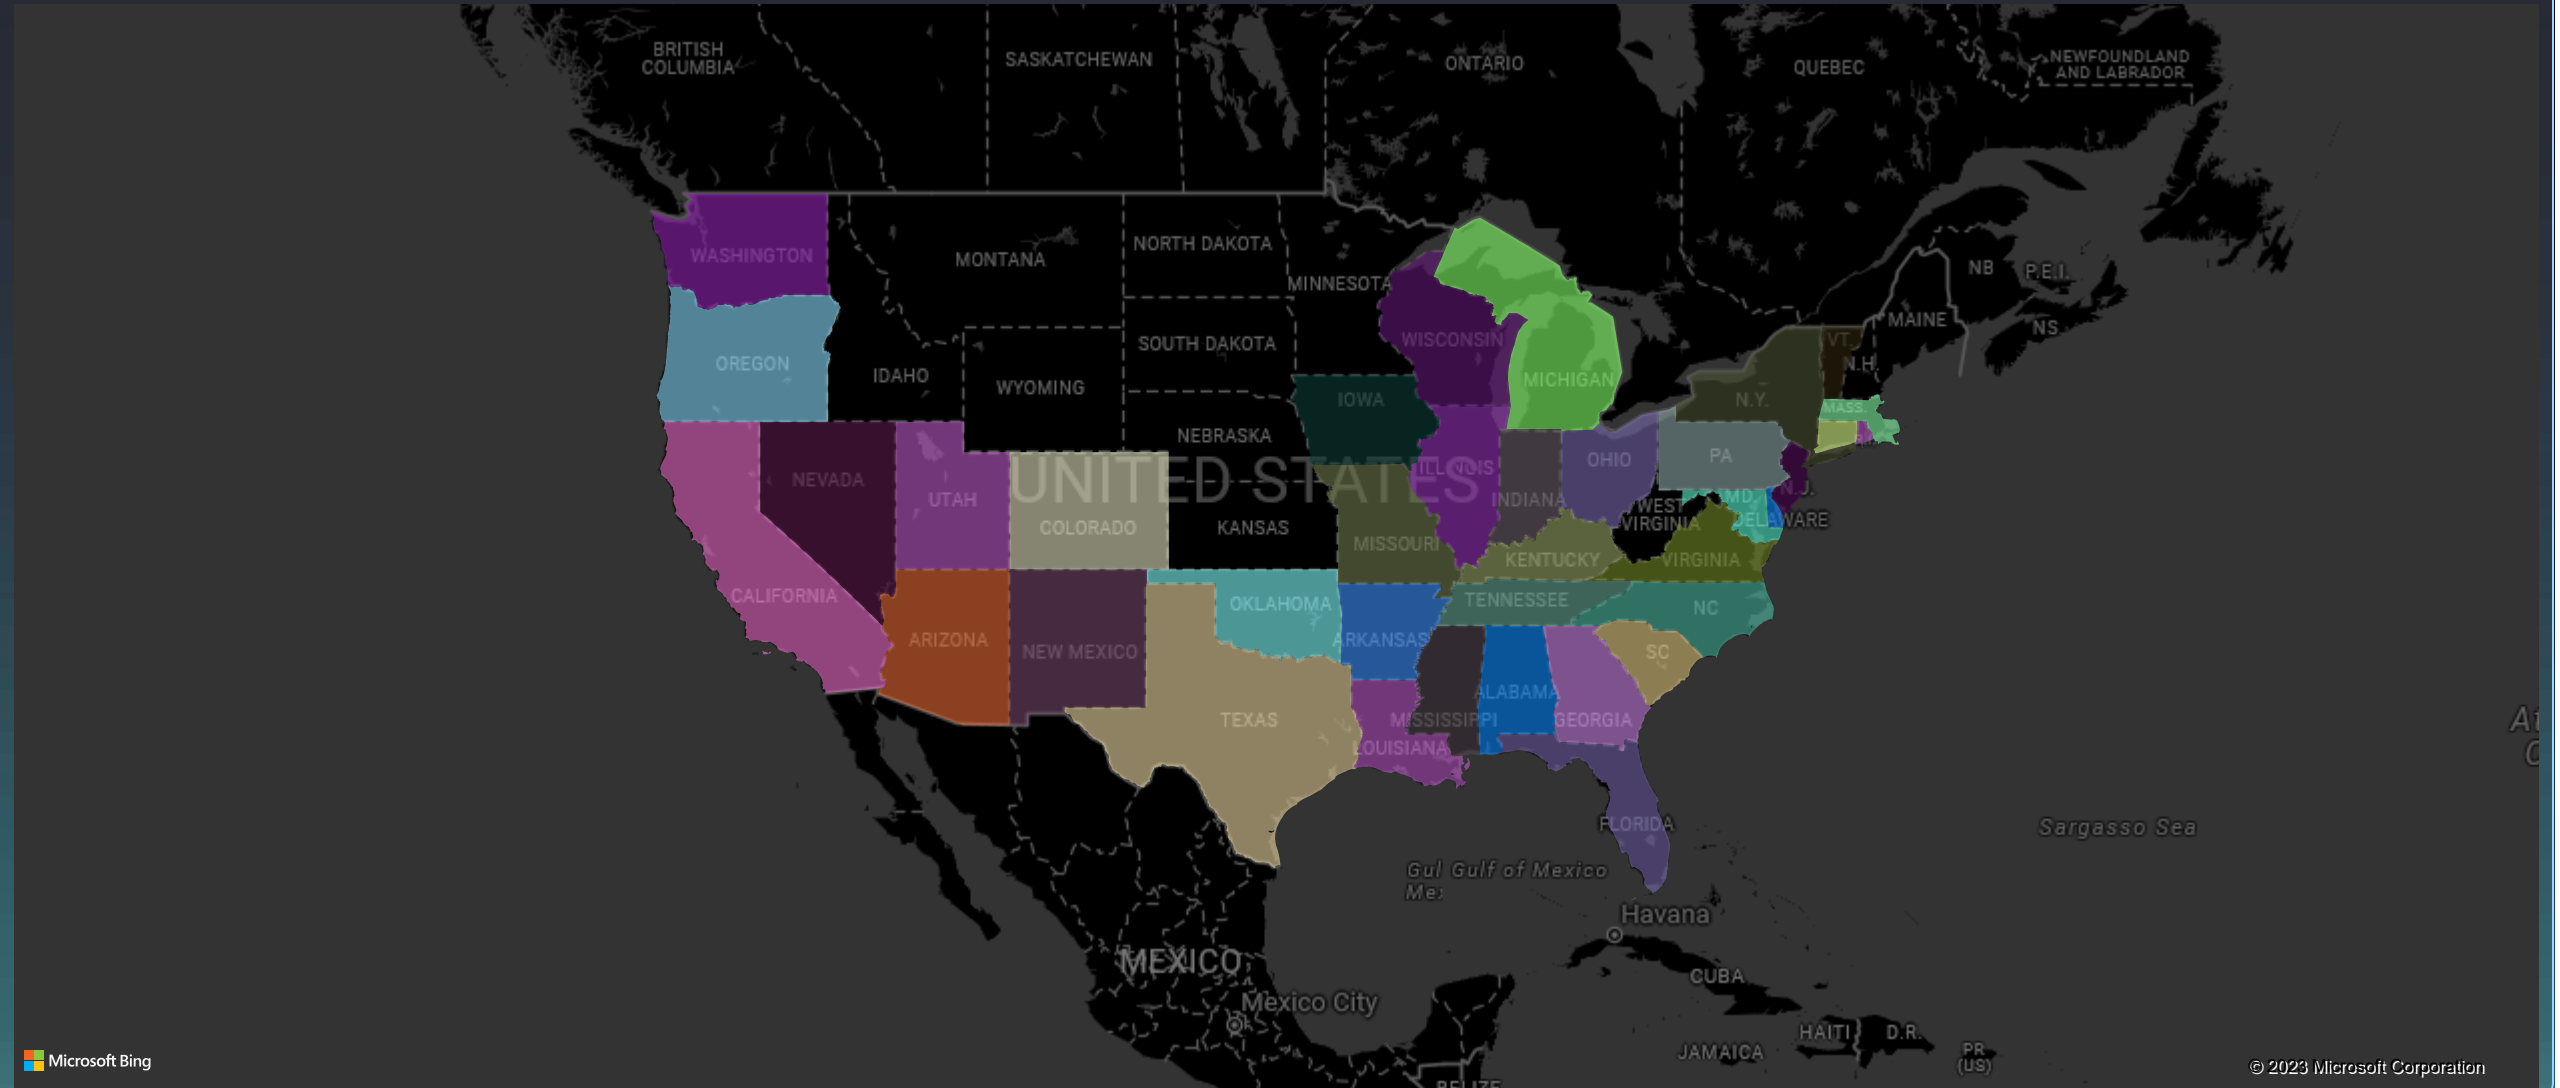 BRITISH
COLUMBIA
SASKATCHEWAN
ONTARIO
QUEBEC
NEWFOUNDLAND
AND LABRADOR
WASHINGTON
MONTANA
NORTH DAKOTA
MINNESOTA
NB
P.E.I.
MAINE
NS
OREGON
IDAHO
WYOMING
SOUTH DAKOTA
WISCONSIN
MICHIGAN
VT.
N.H.
N.Y.
MASS.
IOWA
NEBRASKA
UNITED STATES
NEVADA
UTAH
COLORADO
KANSAS
ILLINOIS
INDIANA
OHIO
PA
N.J.
MD.
DELAWARE
WEST
VIRGINIA
MISSOURI
KENTUCKY
VIRGINIA
CALIFORNIA
ARIZONA
NEW MEXICO
OKLAHOMA
ARKANSAS
TENNESSEE
NC
SC
TEXAS
ALABAMA
MISSISSIPPI
GEORGIA
LOUISIANA
FLORIDA
At
Sargasso Sea
Gul
Gulf of Mexico
Havana
MEXICO
Mexico City
CUBA
HAITI
D.R.
JAMAICA
PR
(US)
BELIZE
Microsoft Bing
© 2023 Microsoft Corporation